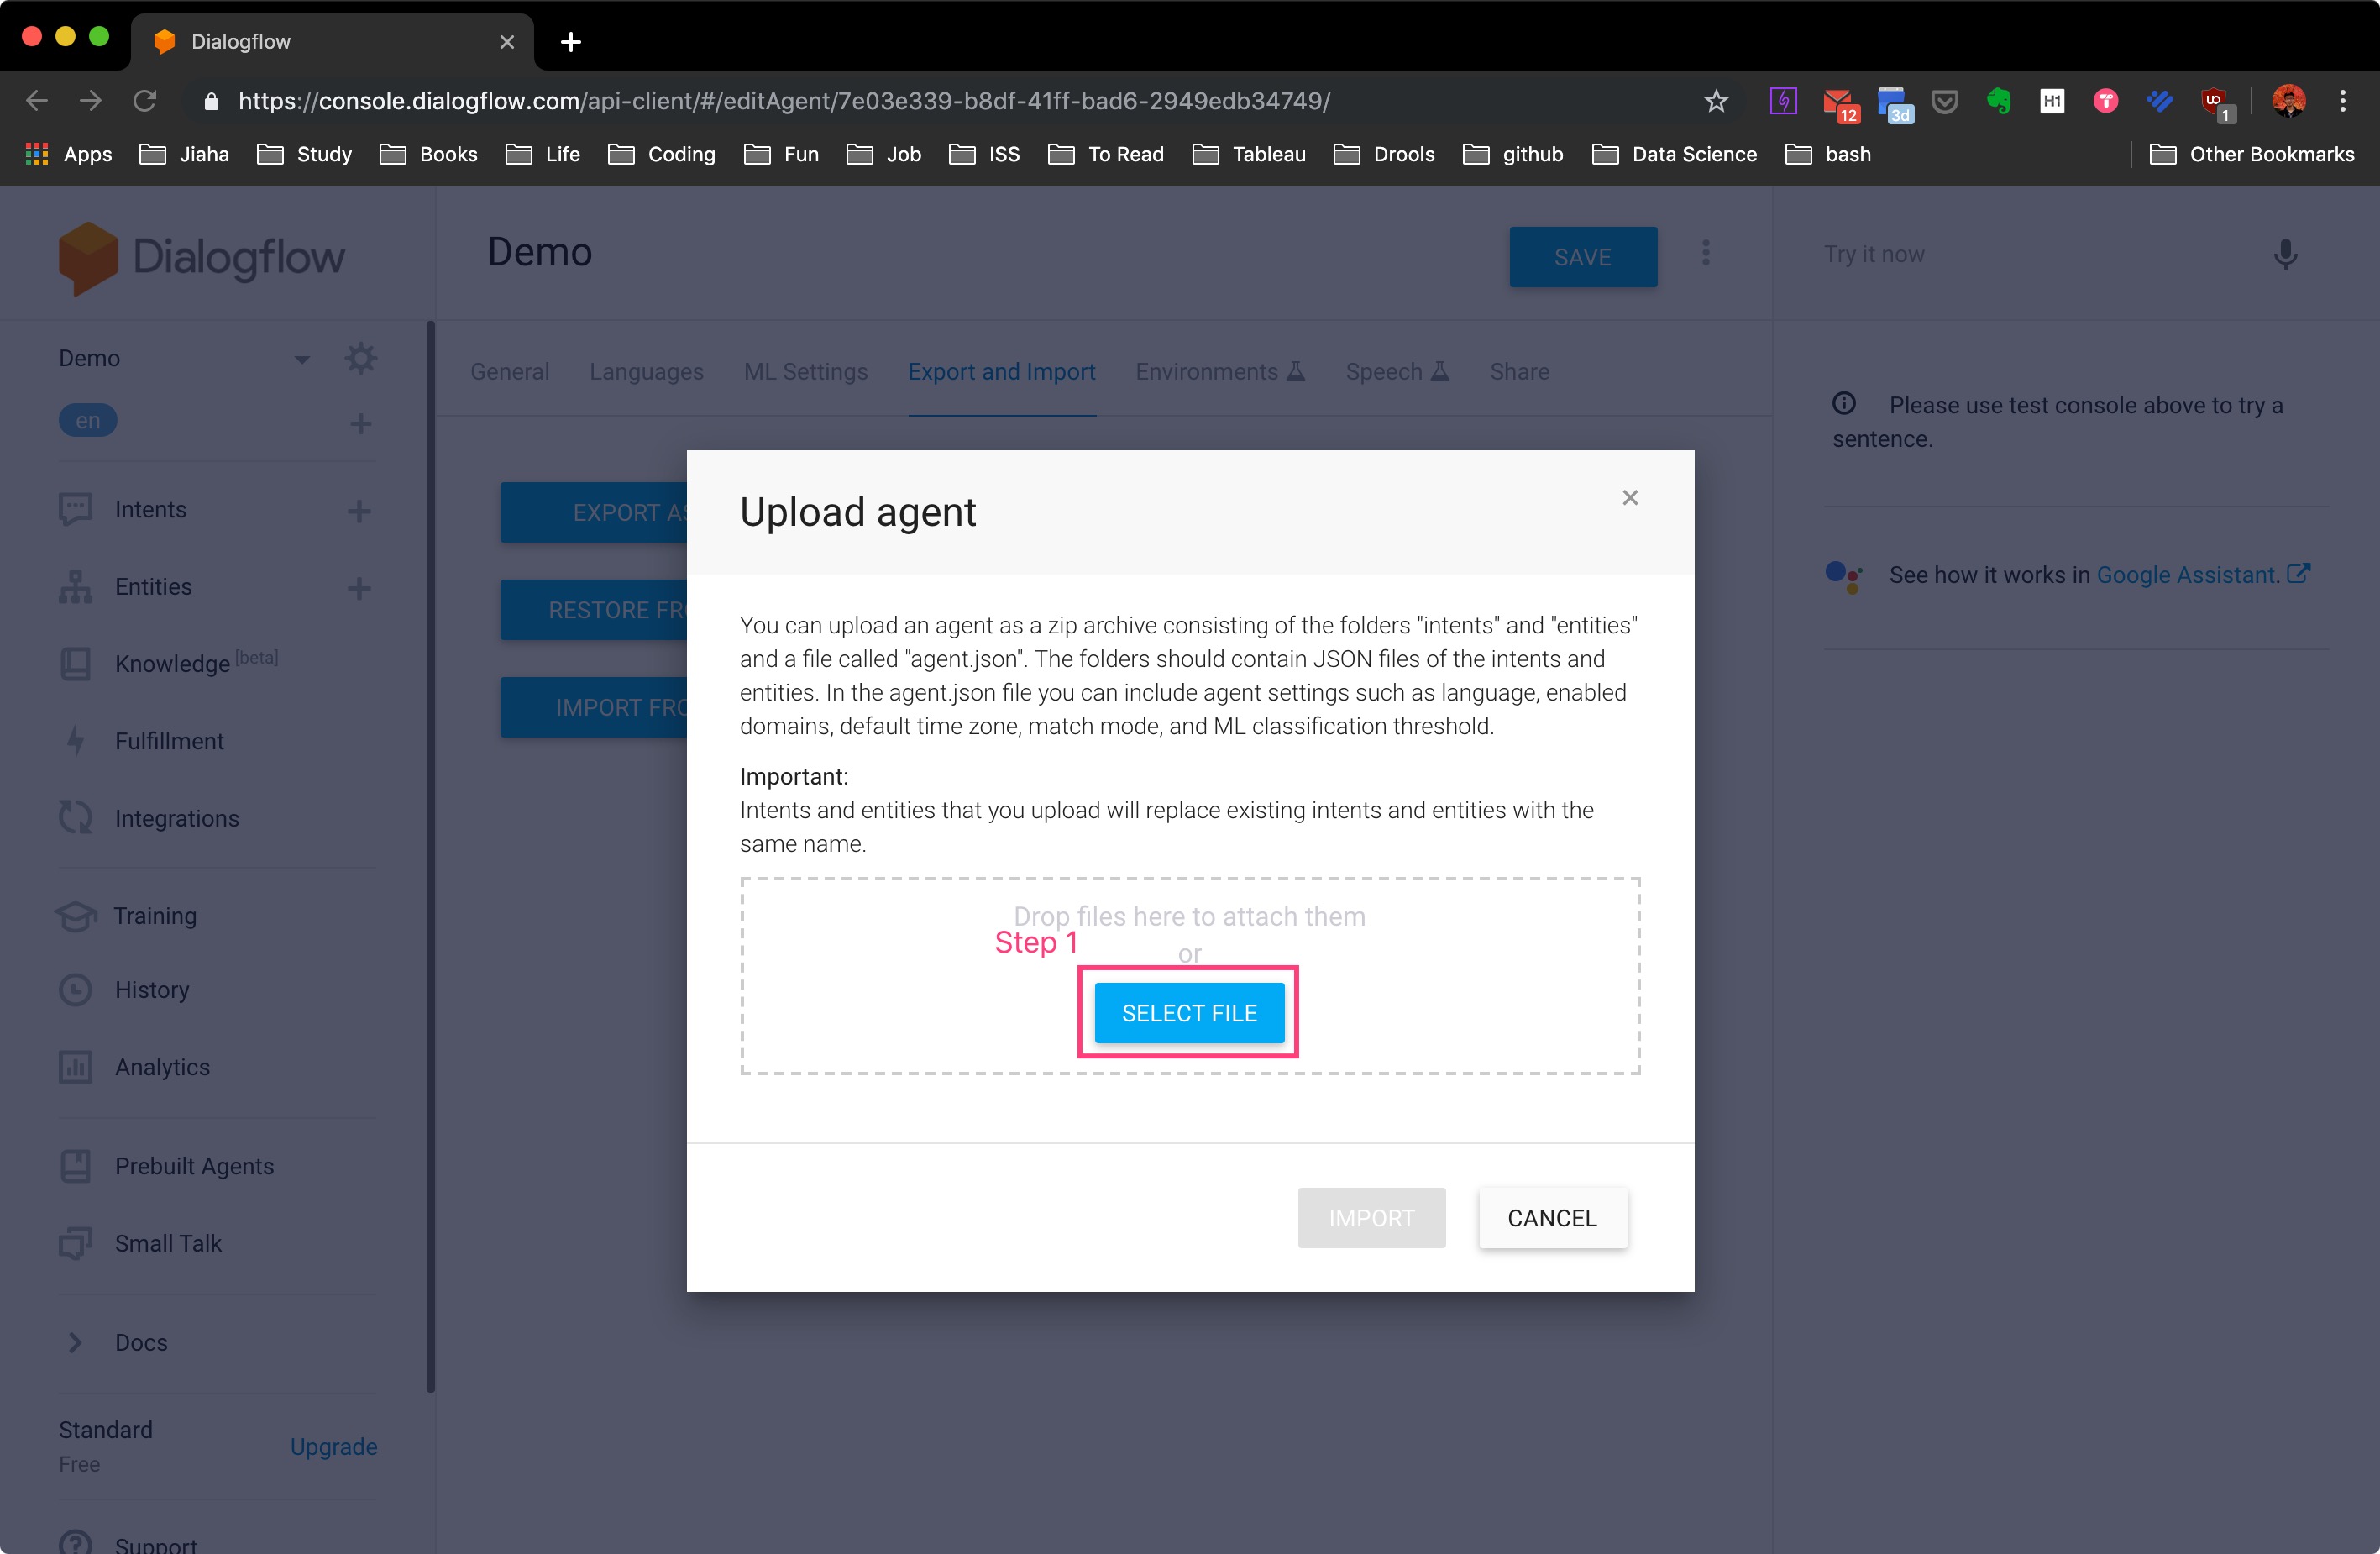 Dialogflow
https://console.dialogflow.com/api-client/#/editAgent/7e03e339-b8df-41ff-bad6-2949edb34749/
12
3d
H1
1
Apps Jiaha Study Books Life Coding Fun Job ISS To Read Tableau Drools github Data Science bash Other Bookmarks
Dialogflow
Demo
SAVE
Try it now
Demo
en
General Languages ML Settings Export and Import Environments Speech Share
Please use test console above to try a
sentence.
See how it works in Google Assistant.
Intents
Entities
Knowledge [beta]
Fulfillment
Integrations
Training
History
Analytics
Prebuilt Agents
Small Talk
Docs
Standard
Free
Upgrade
Support
EXPORT AS
RESTORE FRO
IMPORT FRO
Upload agent
You can upload an agent as a zip archive consisting of the folders "intents" and "entities"
and a file called "agent.json". The folders should contain JSON files of the intents and
entities. In the agent.json file you can include agent settings such as language, enabled
domains, default time zone, match mode, and ML classification threshold.
Important:
Intents and entities that you upload will replace existing intents and entities with the
same name.
Drop files here to attach them
Step 1
or
SELECT FILE
IMPORT
CANCEL